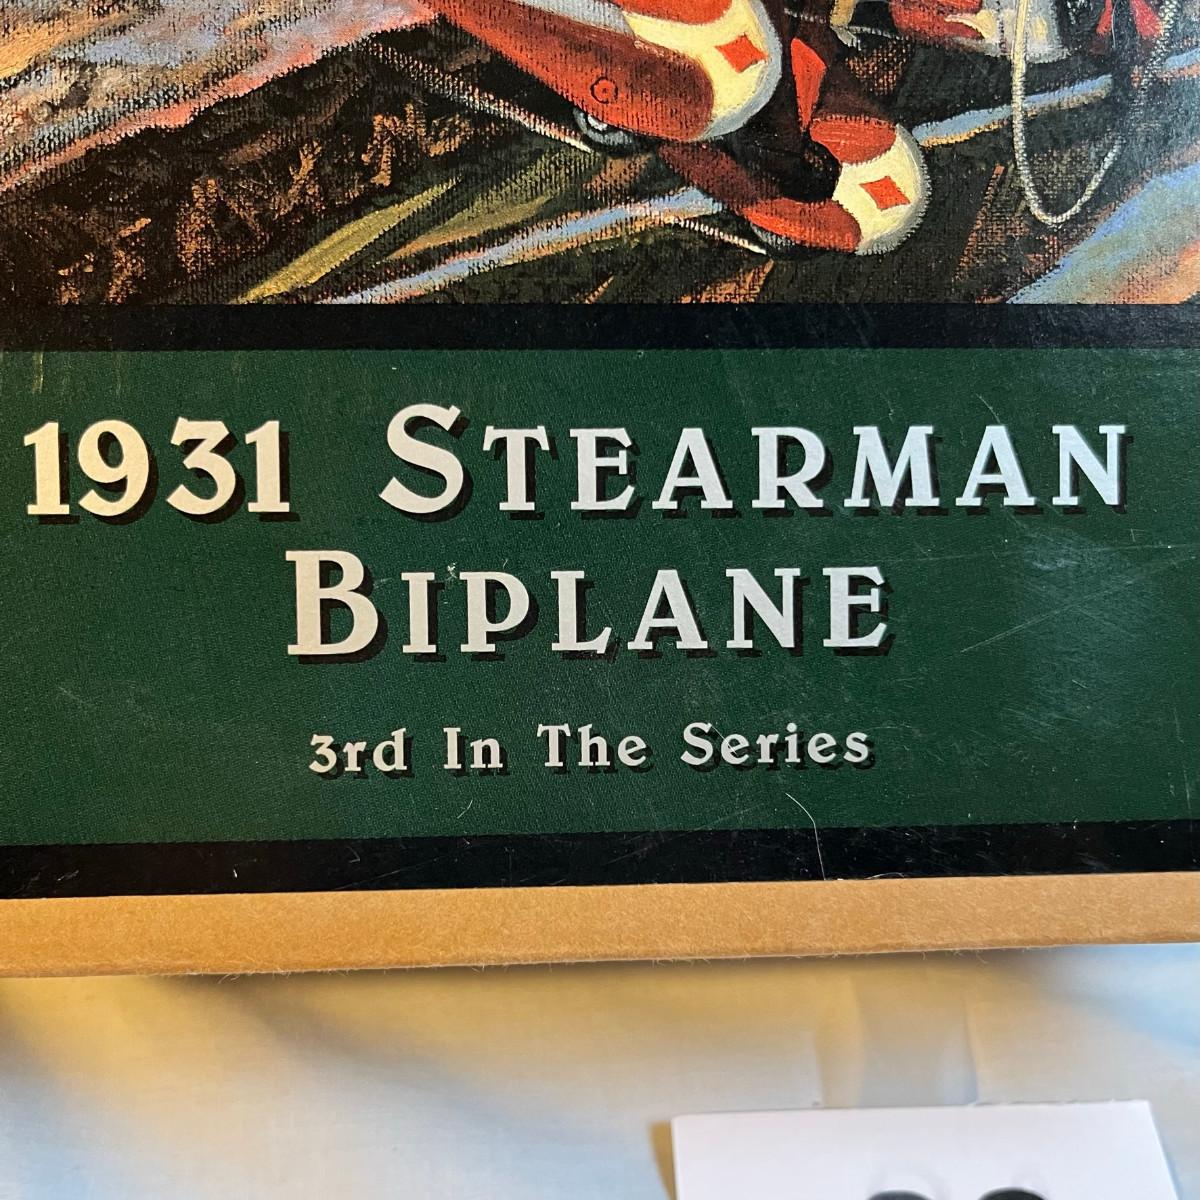 1931 STEARMAN
BIPLANE
3rd In The Series